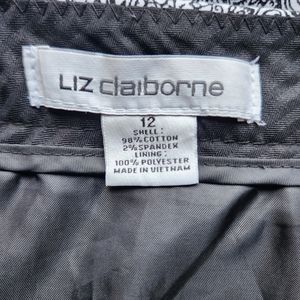 LIZ claiborne
12
SHELL:
98% COTTON
2% SPANDEX
LINING:
100% POLYESTER
MADE IN VIETNAM